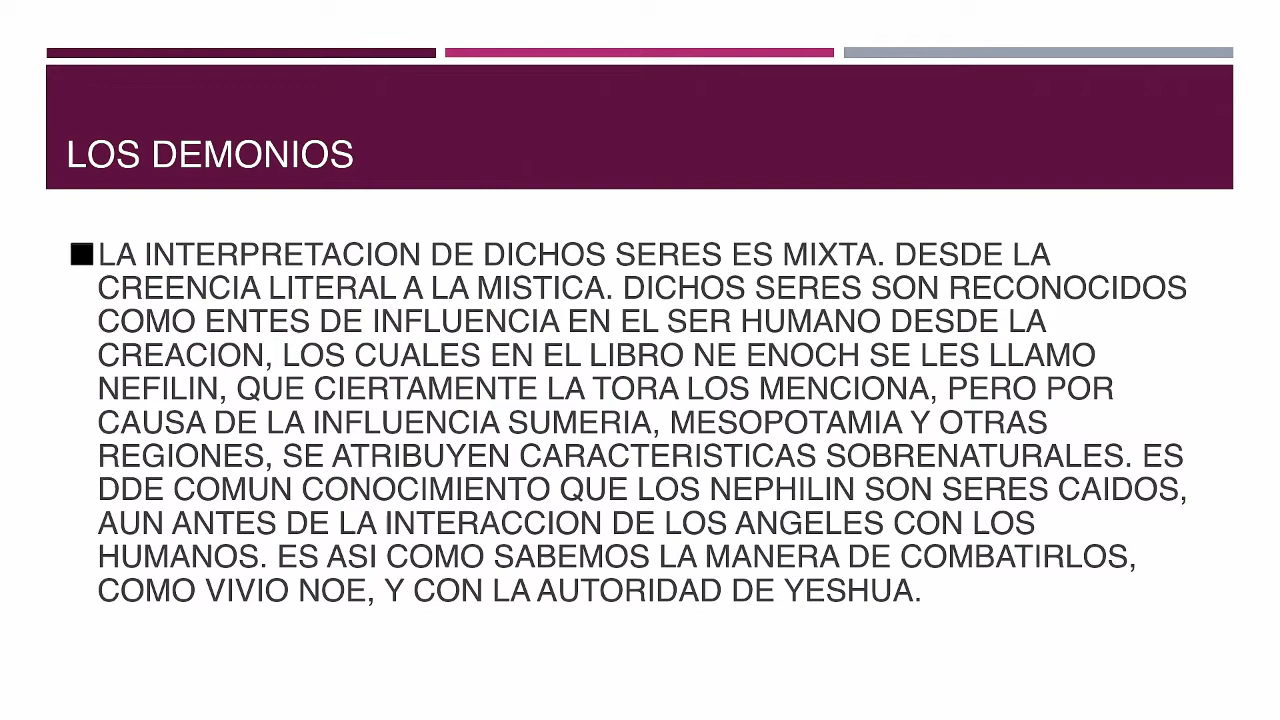 LOS DEMONIOS
■LA INTERPRETACION DE DICHOS SERES ES MIXTA. DESDE LA
CREENCIA LITERAL A LA MISTICA. DICHOS SERES SON RECONOCIDOS
COMO ENTES DE INFLUENCIA EN EL SER HUMANO DESDE LA
CREACION, LOS CUALES EN EL LIBRO NE ENOCH SE LES LLAMO
NEFILIN, QUE CIERTAMENTE LA TORA LOS MENCIONA, PERO POR
CAUSA DE LA INFLUENCIA SUMERIA, MESOPOTAMIA Y OTRAS
REGIONES, SE ATRIBUYEN CARACTERISTICAS SOBRENATURALES. ES
DDE COMUN CONOCIMIENTO QUE LOS NEPHILIN SON SERES CAIDOS,
AUN ANTES DE LA INTERACCION DE LOS ANGELES CON LOS
HUMANOS. ES ASI COMO SABEMOS LA MANERA DE COMBATIRLOS,
COMO VIVIO NOE, Y CON LA AUTORIDAD DE YESHUA.